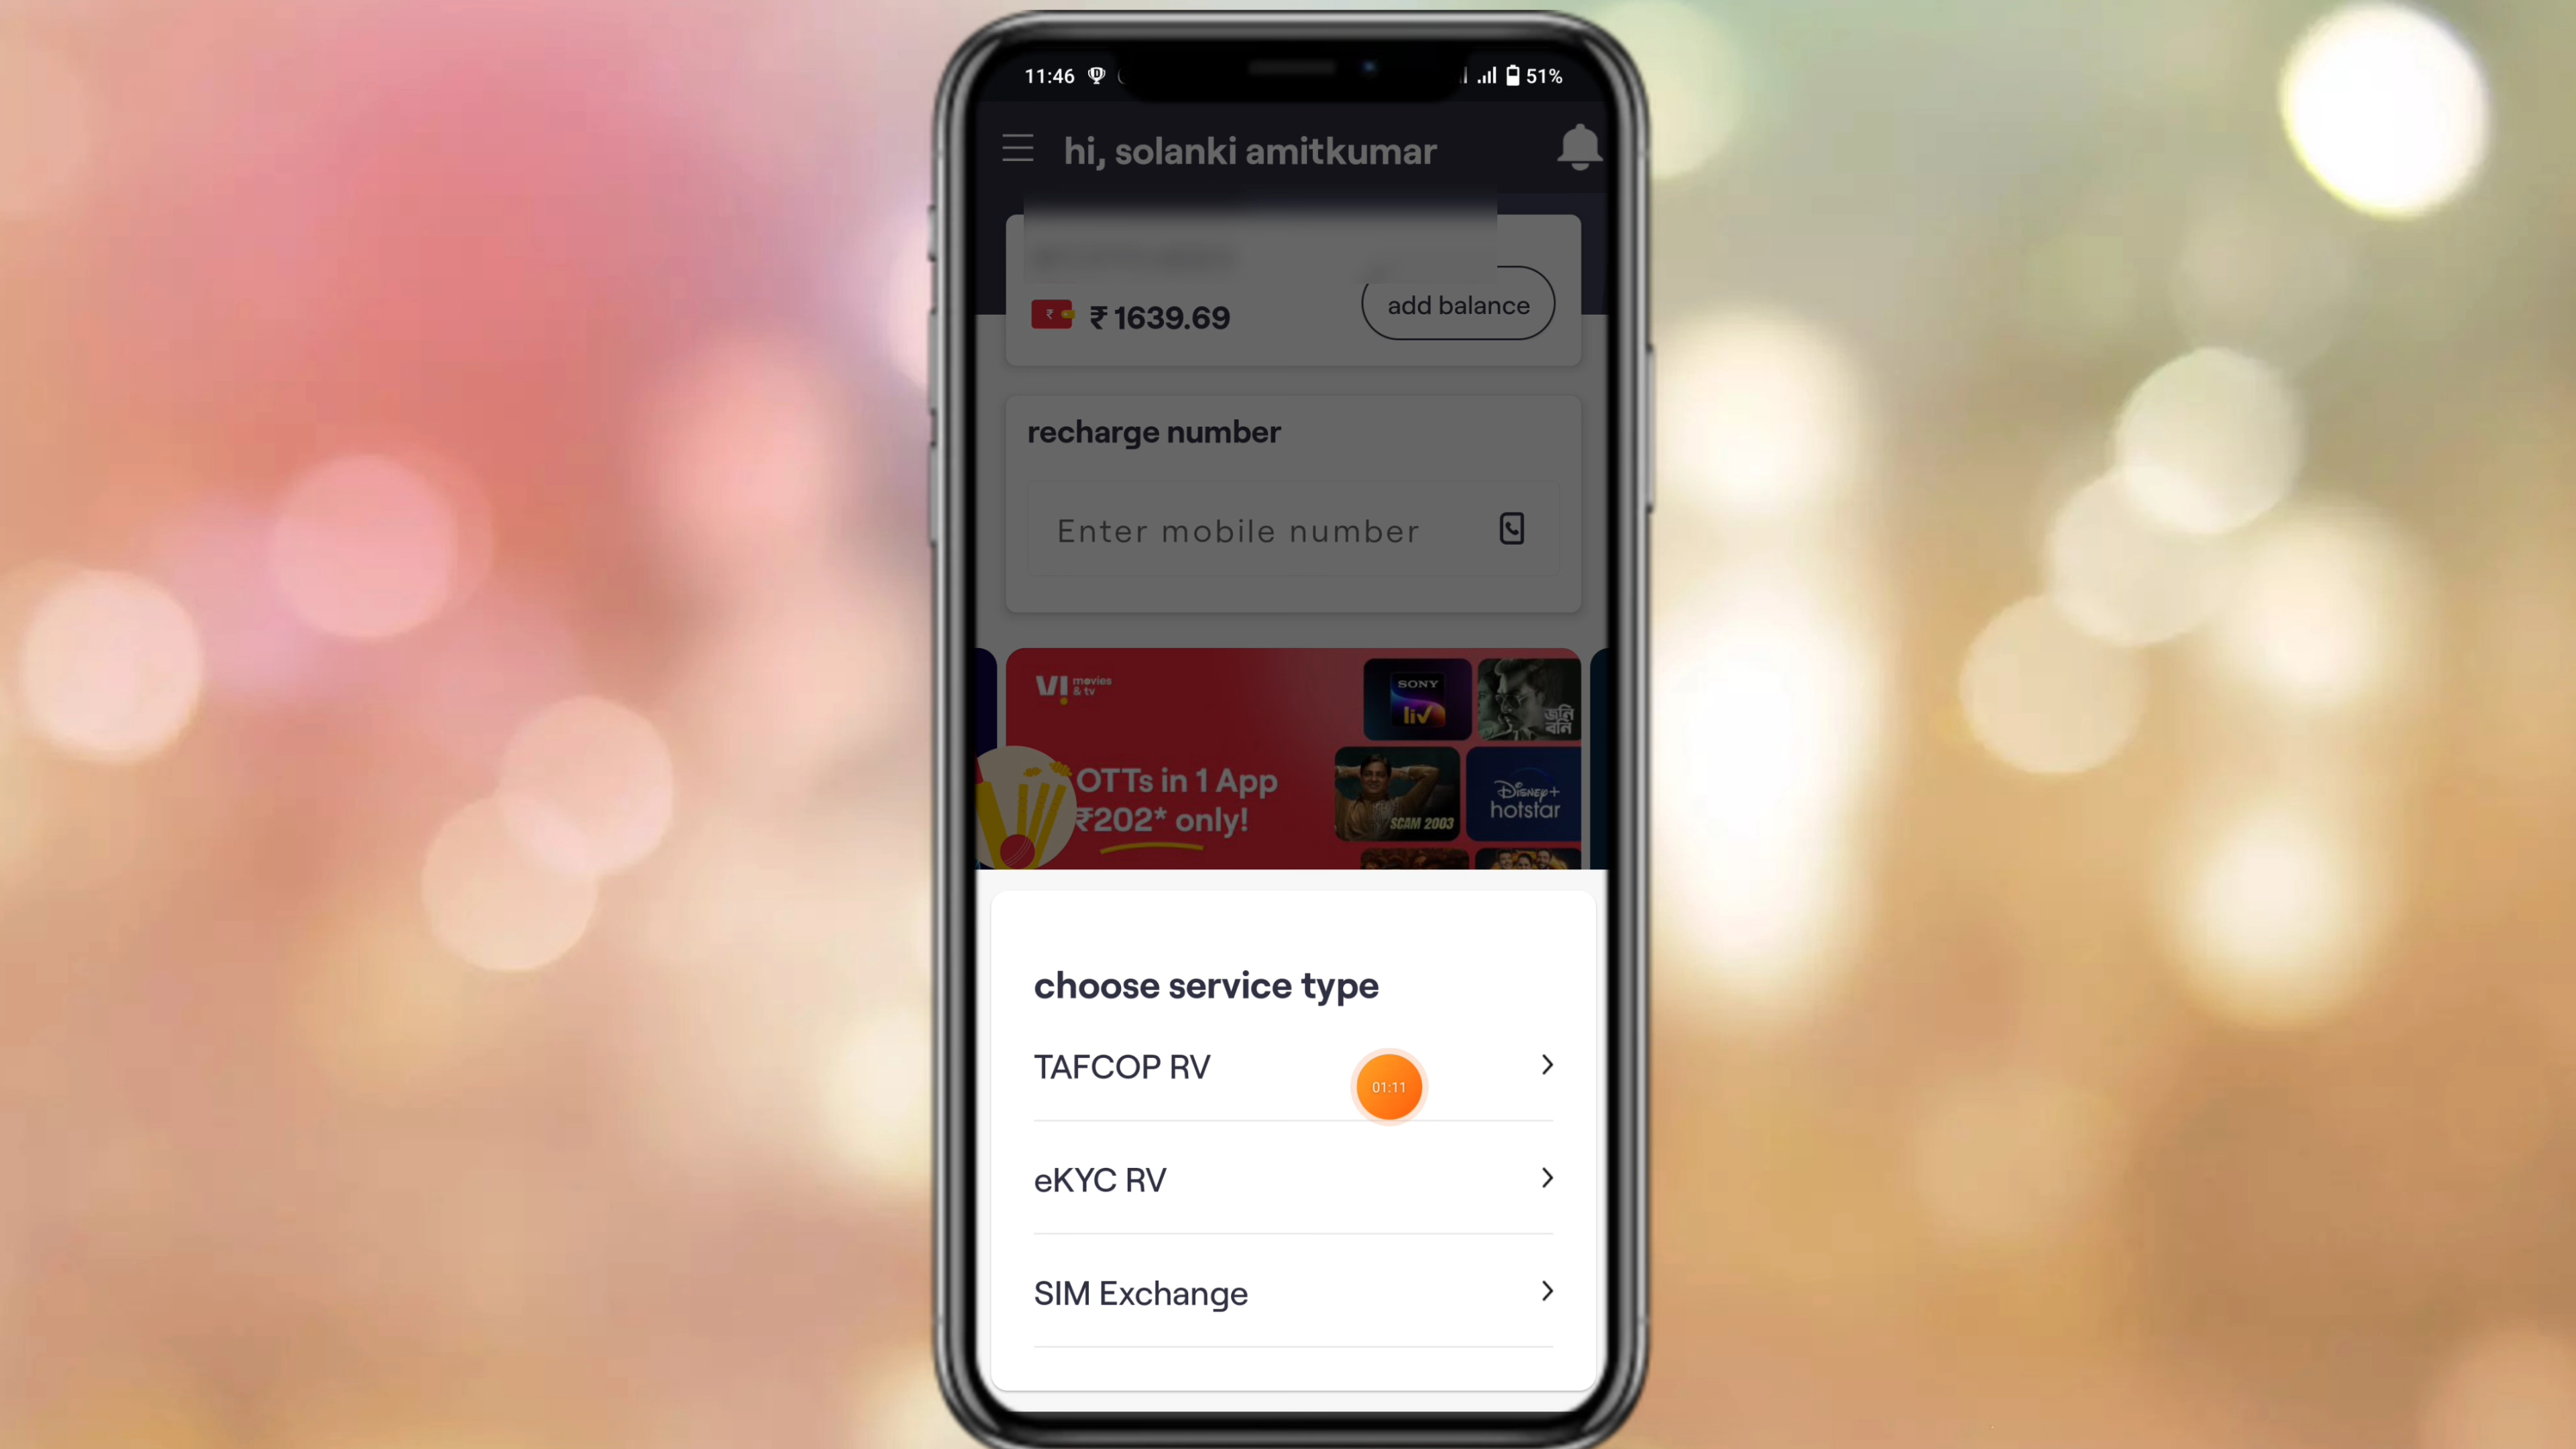 11:46
51%
hi, solanki amitkumar
₹ 1639.69
add balance
recharge number
Enter mobile number
VI movies & tv
SONY
liv
জনি
বনি
OTTs in 1 App
₹202* only!
SCAM 2003
Disney+
hotstar
choose service type
TAFCOP RV
01:11
eKYC RV
SIM Exchange